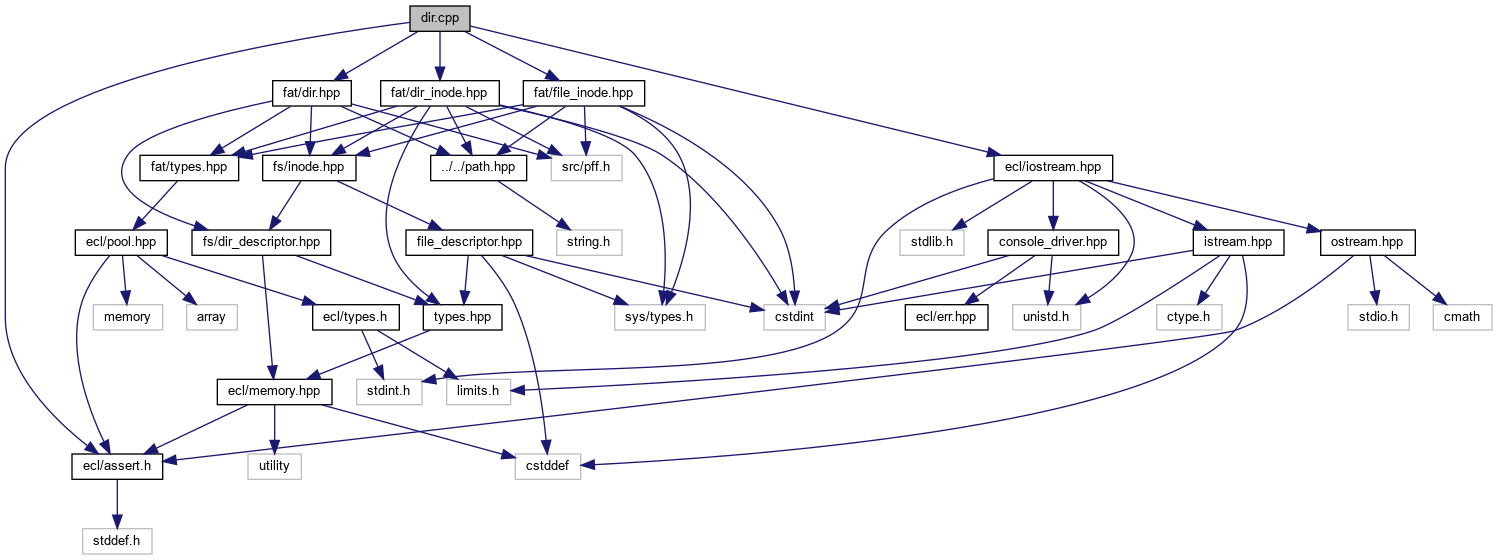 dir.cpp
fat/dir.hpp
fat/dir_inode.hpp
fat/file_inode.hpp
fat/types.hpp
fs/inode.hpp
../../path.hpp
src/pff.h
ecl/iostream.hpp
ecl/pool.hpp
fs/dir_descriptor.hpp
file_descriptor.hpp
string.h
stdlib.h
console_driver.hpp
istream.hpp
ostream.hpp
memory
array
ecl/types.h
types.hpp
sys/types.h
cstdint
ecl/err.hpp
unistd.h
ctype.h
stdio.h
cmath
ecl/memory.hpp
stdint.h
limits.h
ecl/assert.h
utility
cstddef
stddef.h